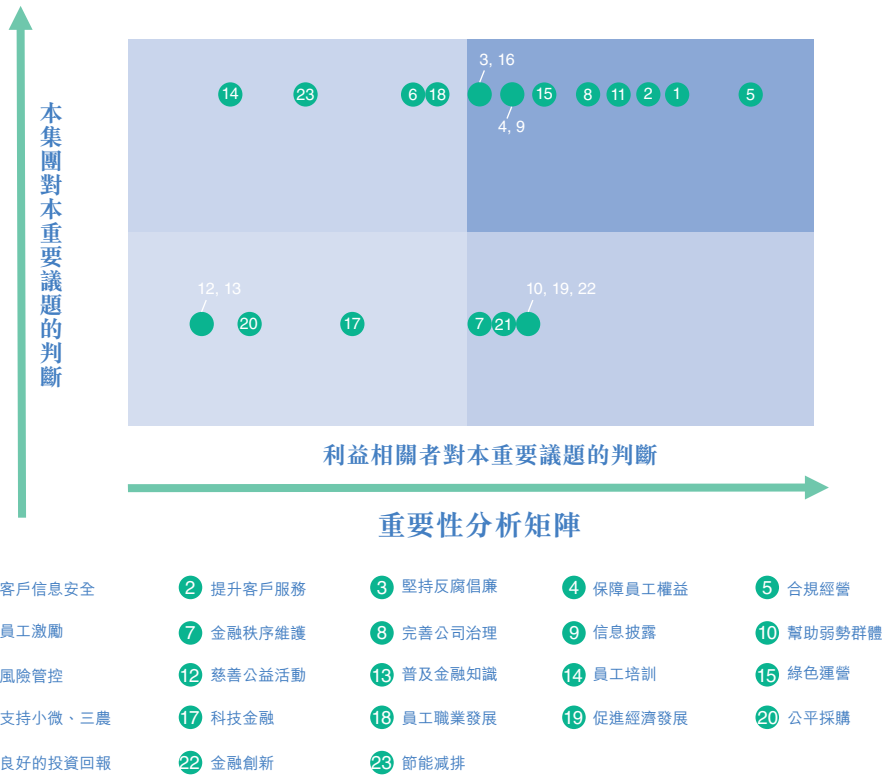 本集團對本重要議題的判斷
3, 16
14 23 6 18 15 8 11 2 1 5
4, 9
12, 13 10, 19, 22
20 17 7 21
利益相關者對本重要議題的判斷
重要性分析矩陣
客戶信息安全 2 提升客戶服務 3 堅持反腐倡廉 4 保障員工權益 5 合規經營
員工激勵 7 金融秩序維護 8 完善公司治理 9 信息披露 10 幫助弱勢群體
風險管控 12 慈善公益活動 13 普及金融知識 14 員工培訓 15 綠色運營
支持小微、三農 17 科技金融 18 員工職業發展 19 促進經濟發展 20 公平採購
良好的投資回報 22 金融創新 23 節能減排